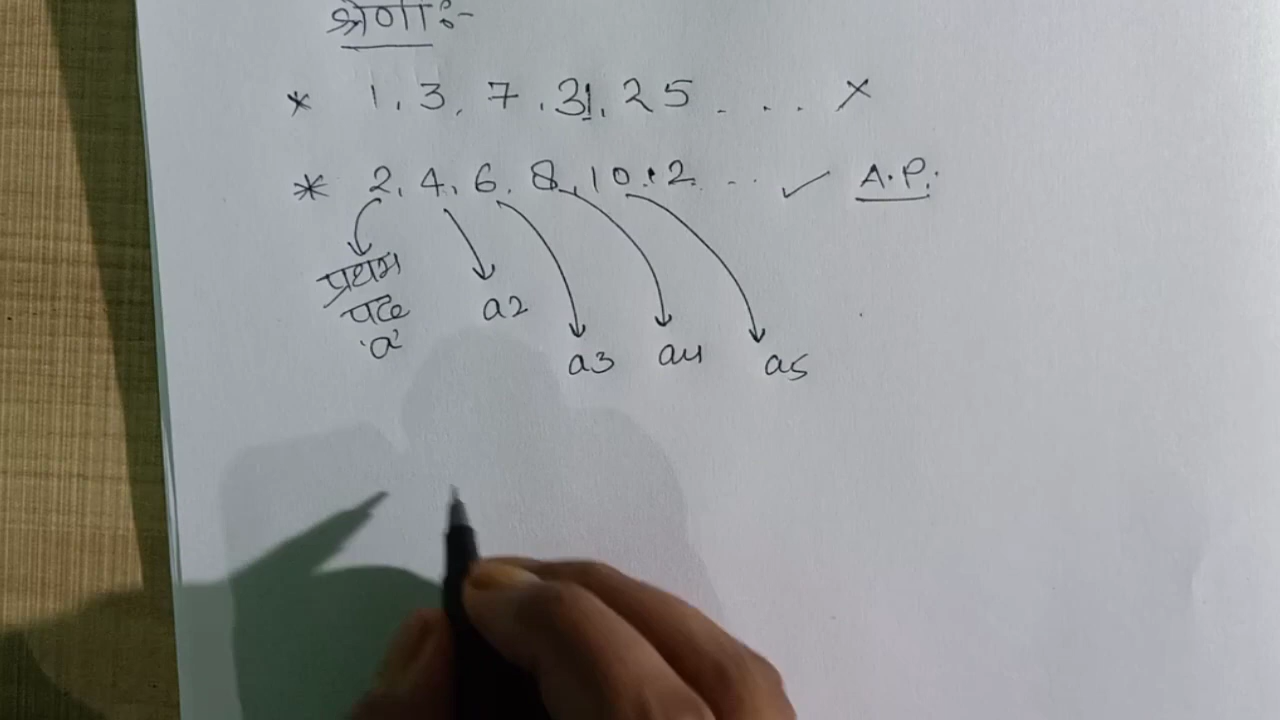 श्रेणी :-
* 1, 3, 7, 31, 25 . . . . ×
* 2, 4, 6, 8, 10, 12 . . . ✓ A.P.
प्रथम
पद
'a'
a2
a3
a4
a5